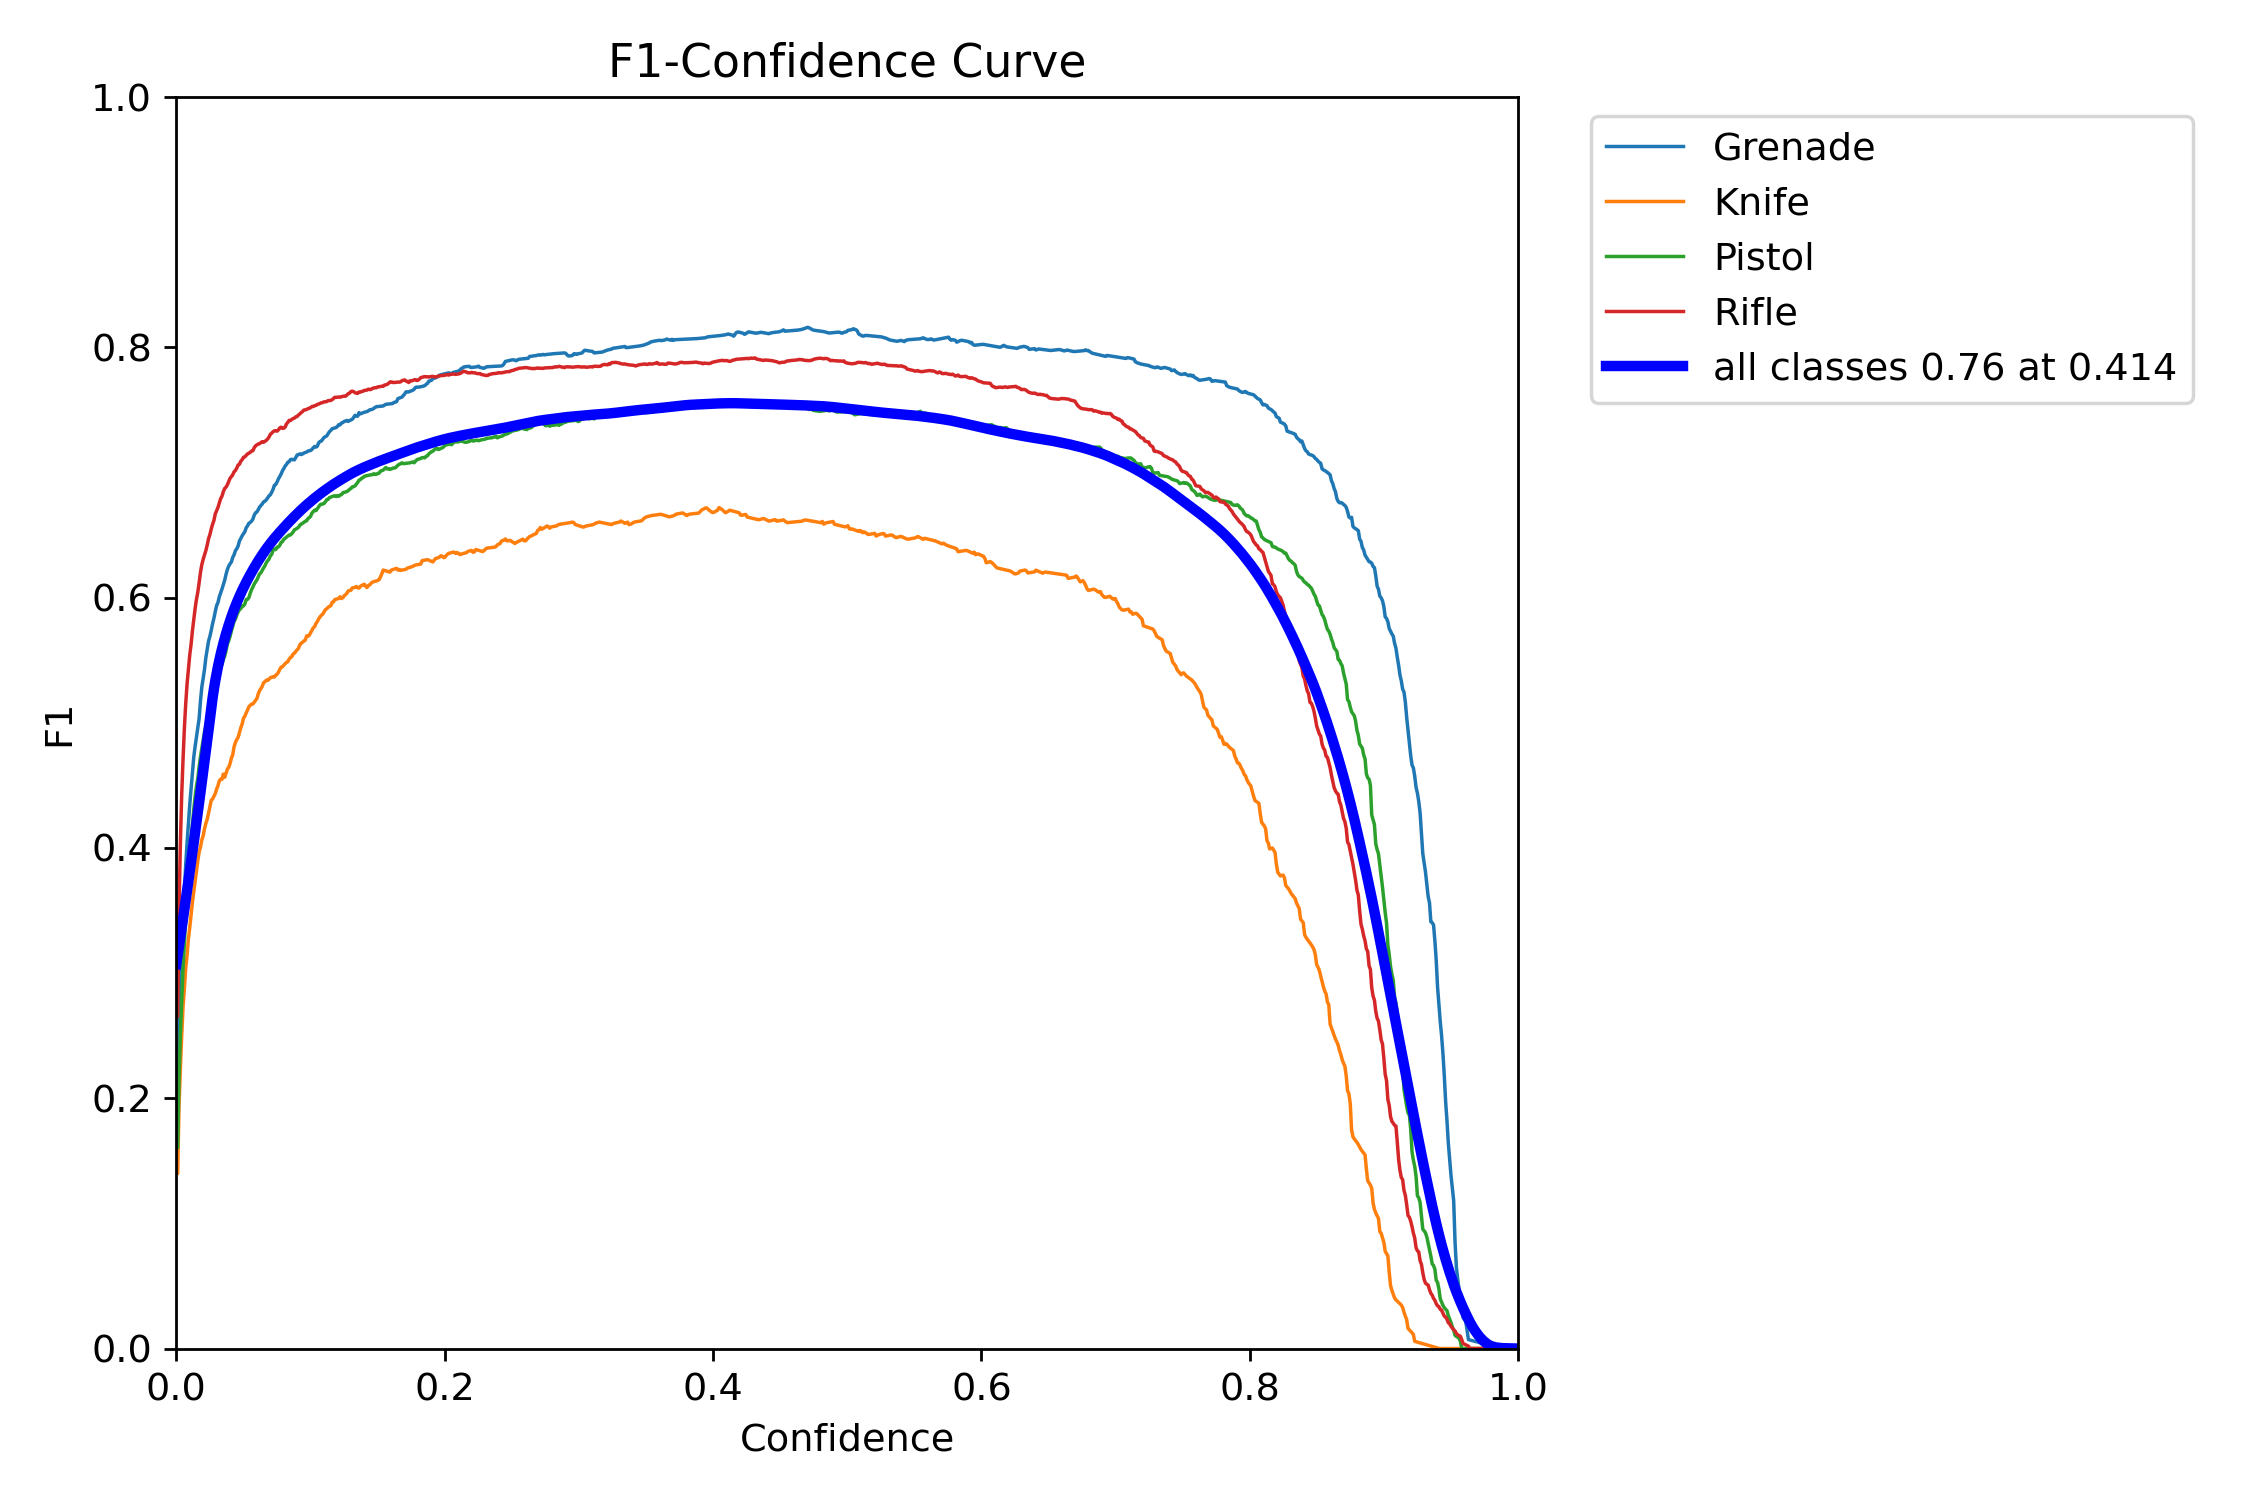 F1-Confidence Curve
1.0
0.8
0.6
0.4
0.2
0.0
F1
0.0 0.2 0.4 0.6 0.8 1.0
Confidence
Grenade
Knife
Pistol
Rifle
all classes 0.76 at 0.414